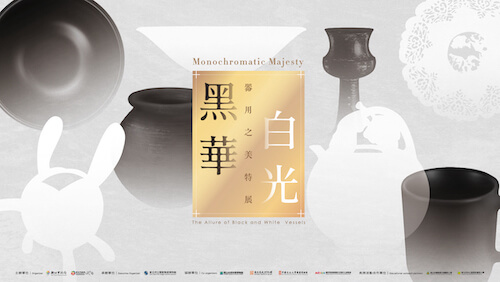 Monochromatic Majesty
黑華
器用之美特展
白光
The Allure of Black and White Vessels